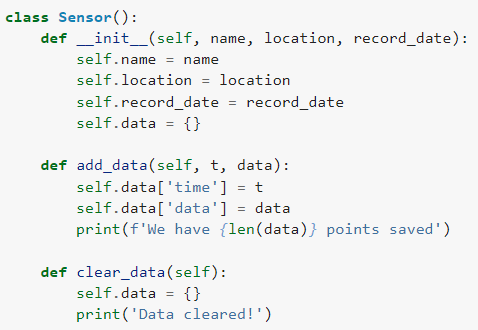 class Sensor():
    def __init__(self, name, location, record_date):
        self.name = name
        self.location = location
        self.record_date = record_date
        self.data = {}

    def add_data(self, t, data):
        self.data['time'] = t
        self.data['data'] = data
        print(f'We have {len(data)} points saved')

    def clear_data(self):
        self.data = {}
        print('Data cleared!')